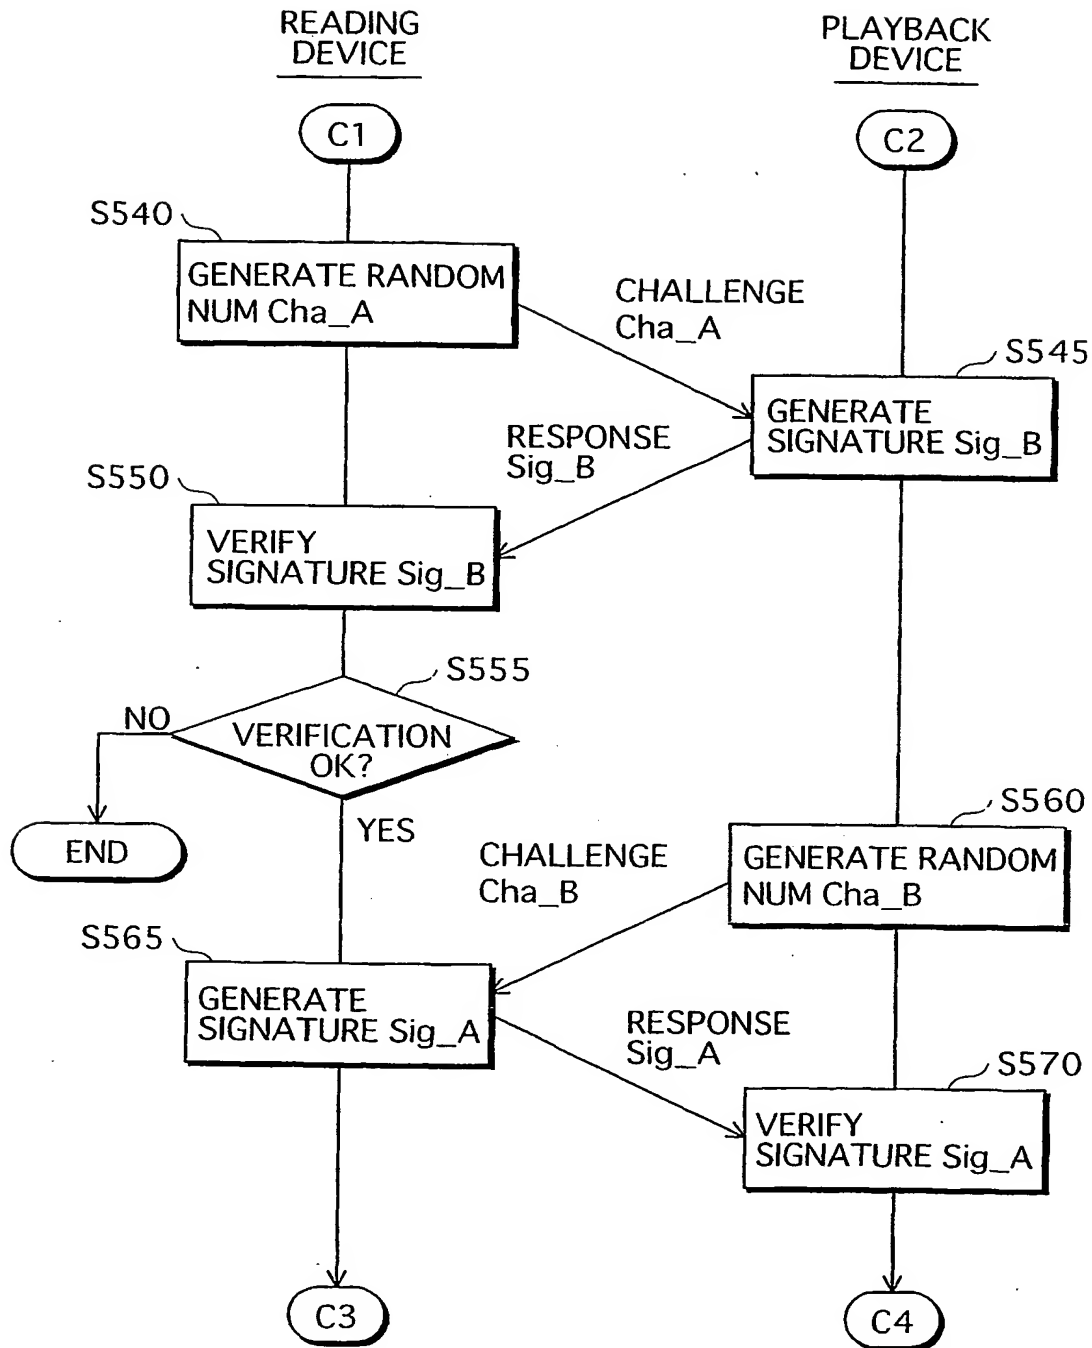 READING
DEVICE
PLAYBACK
DEVICE
C1
C2
S540
GENERATE RANDOM
NUM Cha_A
CHALLENGE
Cha_A
S545
GENERATE
SIGNATURE Sig_B
RESPONSE
Sig_B
S550
VERIFY
SIGNATURE Sig_B
S555
NO
VERIFICATION
OK?
END
YES
S560
GENERATE RANDOM
NUM Cha_B
CHALLENGE
Cha_B
S565
GENERATE
SIGNATURE Sig_A
RESPONSE
Sig_A
S570
VERIFY
SIGNATURE Sig_A
C3
C4